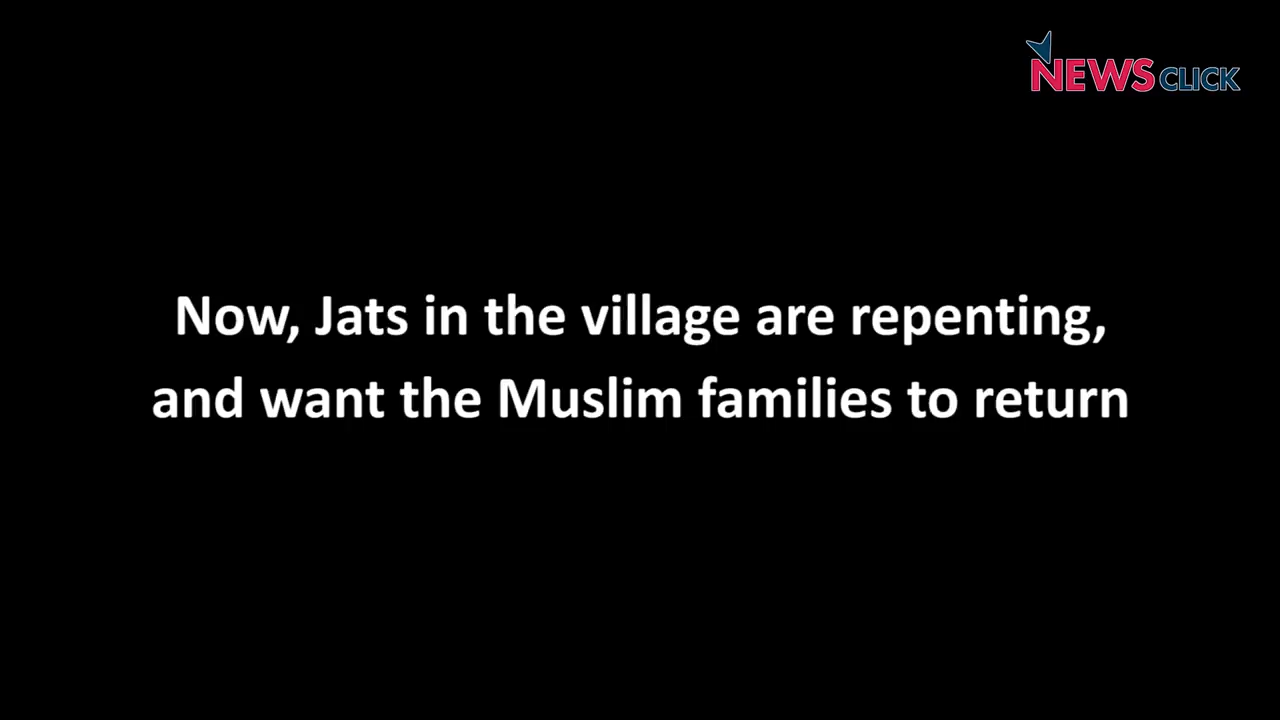 NEWSCLICK
Now, Jats in the village are repenting,
and want the Muslim families to return